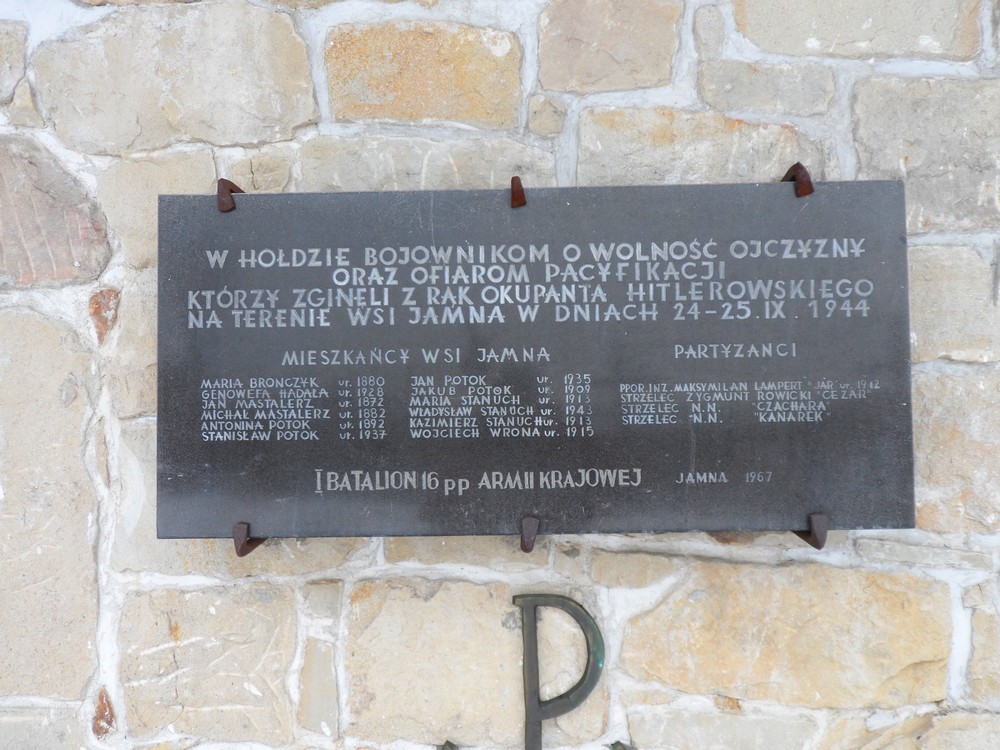 W HOŁDZIE BOJOWNIKOM O WOLNOŚĆ OJCZYZNY
ORAZ OFIAROM PACYFIKACJI
KTÓRZY ZGINĘLI Z RĄK OKUPANTA HITLEROWSKIEGO
NA TERENIE WSI JAMNA W DNIACH 24-25.IX.1944
MIESZKAŃCY WSI JAMNA
MARIA BRONCZYK ur. 1880
GENOWEFA HADAŁA ur. 1928
JAN MASTALERZ ur. 1872
MICHAŁ MASTALERZ ur. 1882
ANTONINA POTOK ur. 1892
STANISŁAW POTOK ur. 1937
JAN POTOK ur. 1935
JAKUB POTOK ur. 1909
MARIA STANUCH ur. 1913
WŁADYSŁAW STANUCH ur. 1943
KAZIMIERZ STANUCH ur. 1913
WOJCIECH WRONA ur. 1915
PARTYZANCI
PPOR. INZ. MAKSYMILAN LAMPERT "JAR" ur. 1912
STRZELEC ZYGMUNT ROWICKI "CEZAR"
STRZELEC N.N. "CZACHARA"
STRZELEC N.N. "KANAREK"
I BATALION 16 pp ARMII KRAJOWEJ
JAMNA 1967
P